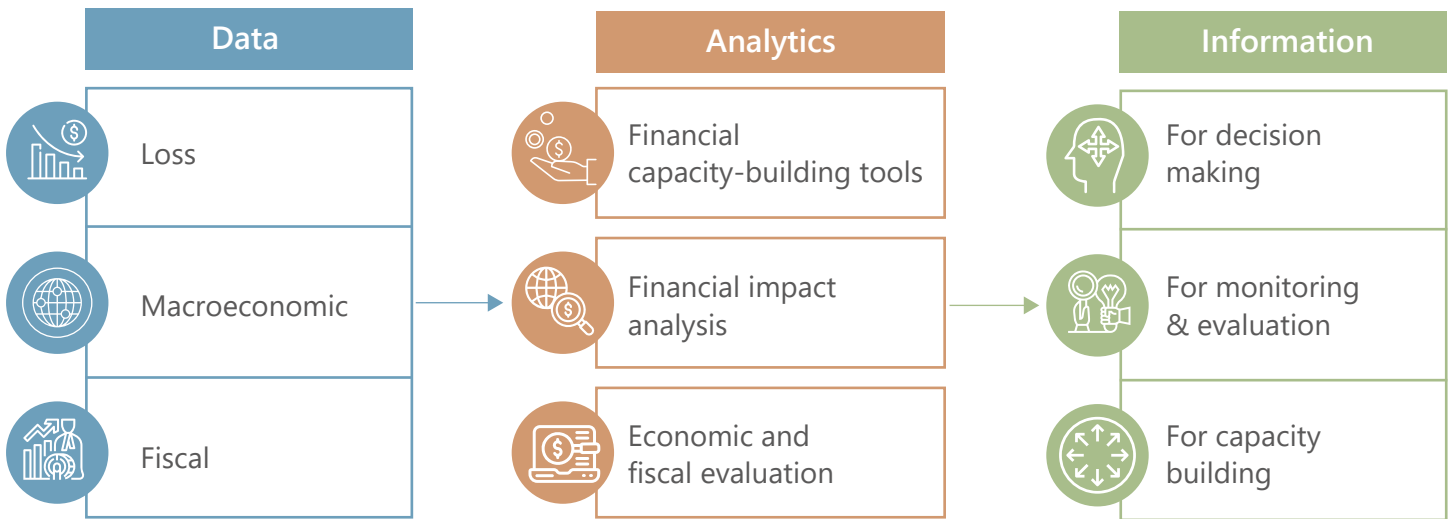 Data
Loss
Macroeconomic
Fiscal
Analytics
Financial
capacity-building tools
Financial impact
analysis
Economic and
fiscal evaluation
Information
For decision
making
For monitoring
& evaluation
For capacity
building